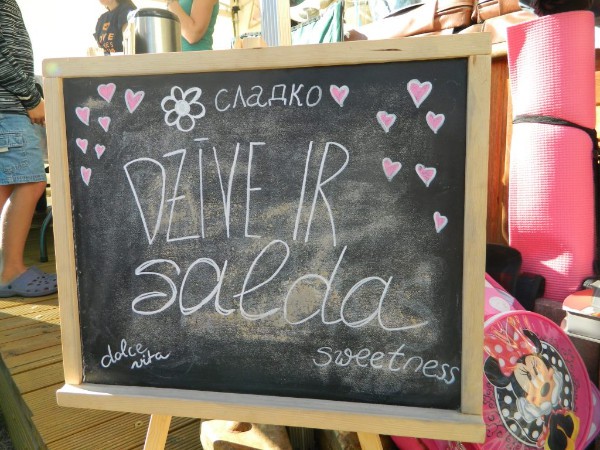 сладко
DZĪVE IR
salda
dolce
vita
sweetness